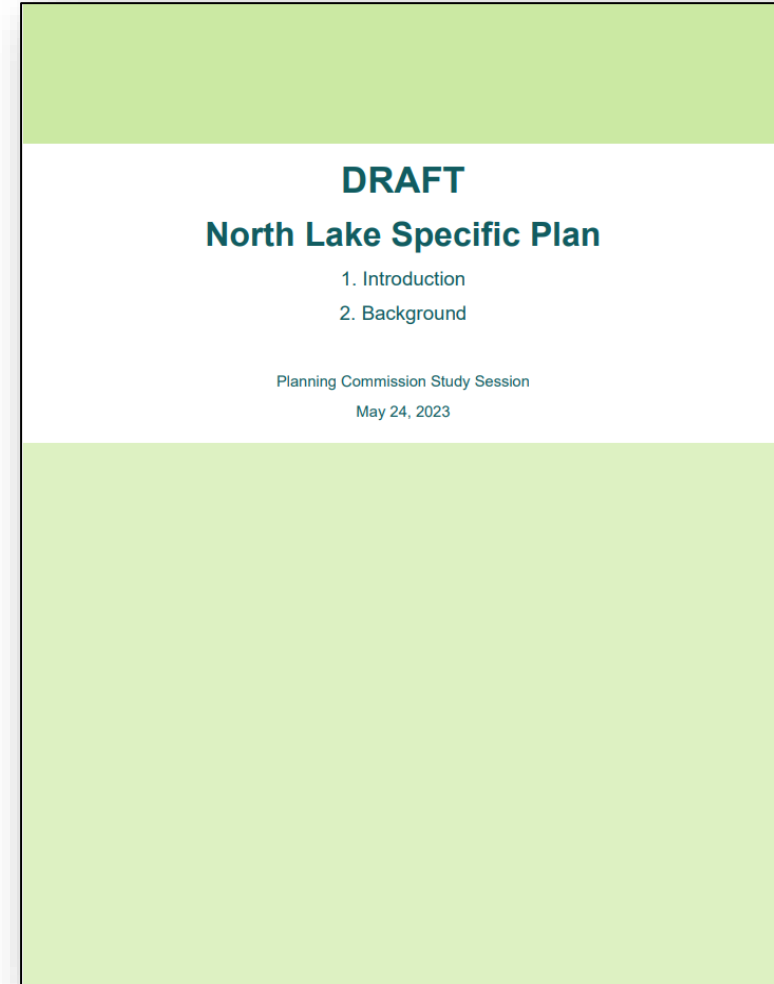 DRAFT
North Lake Specific Plan
1. Introduction
2. Background
Planning Commission Study Session
May 24, 2023